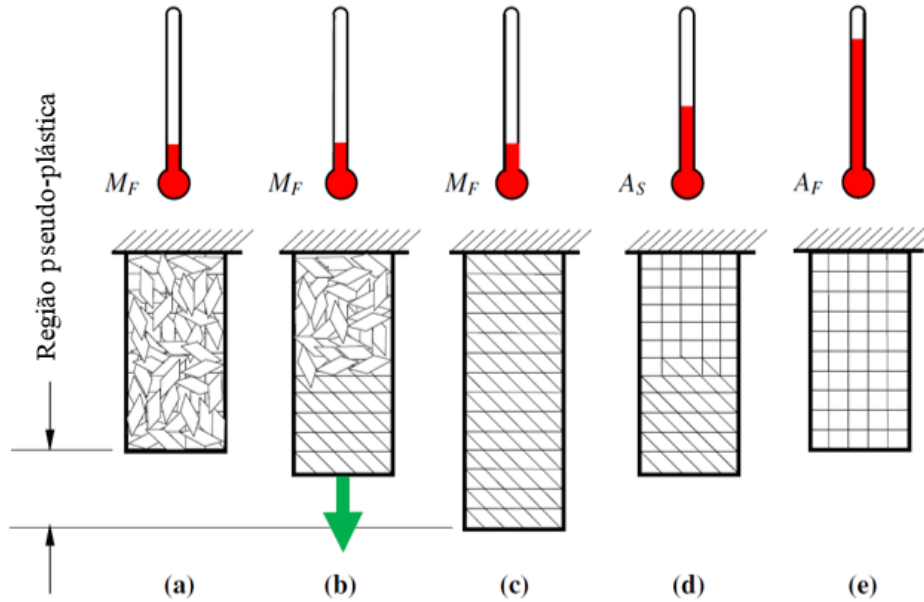 Região pseudo-plástica
M_F
M_F
M_F
A_S
A_F
(a)
(b)
(c)
(d)
(e)